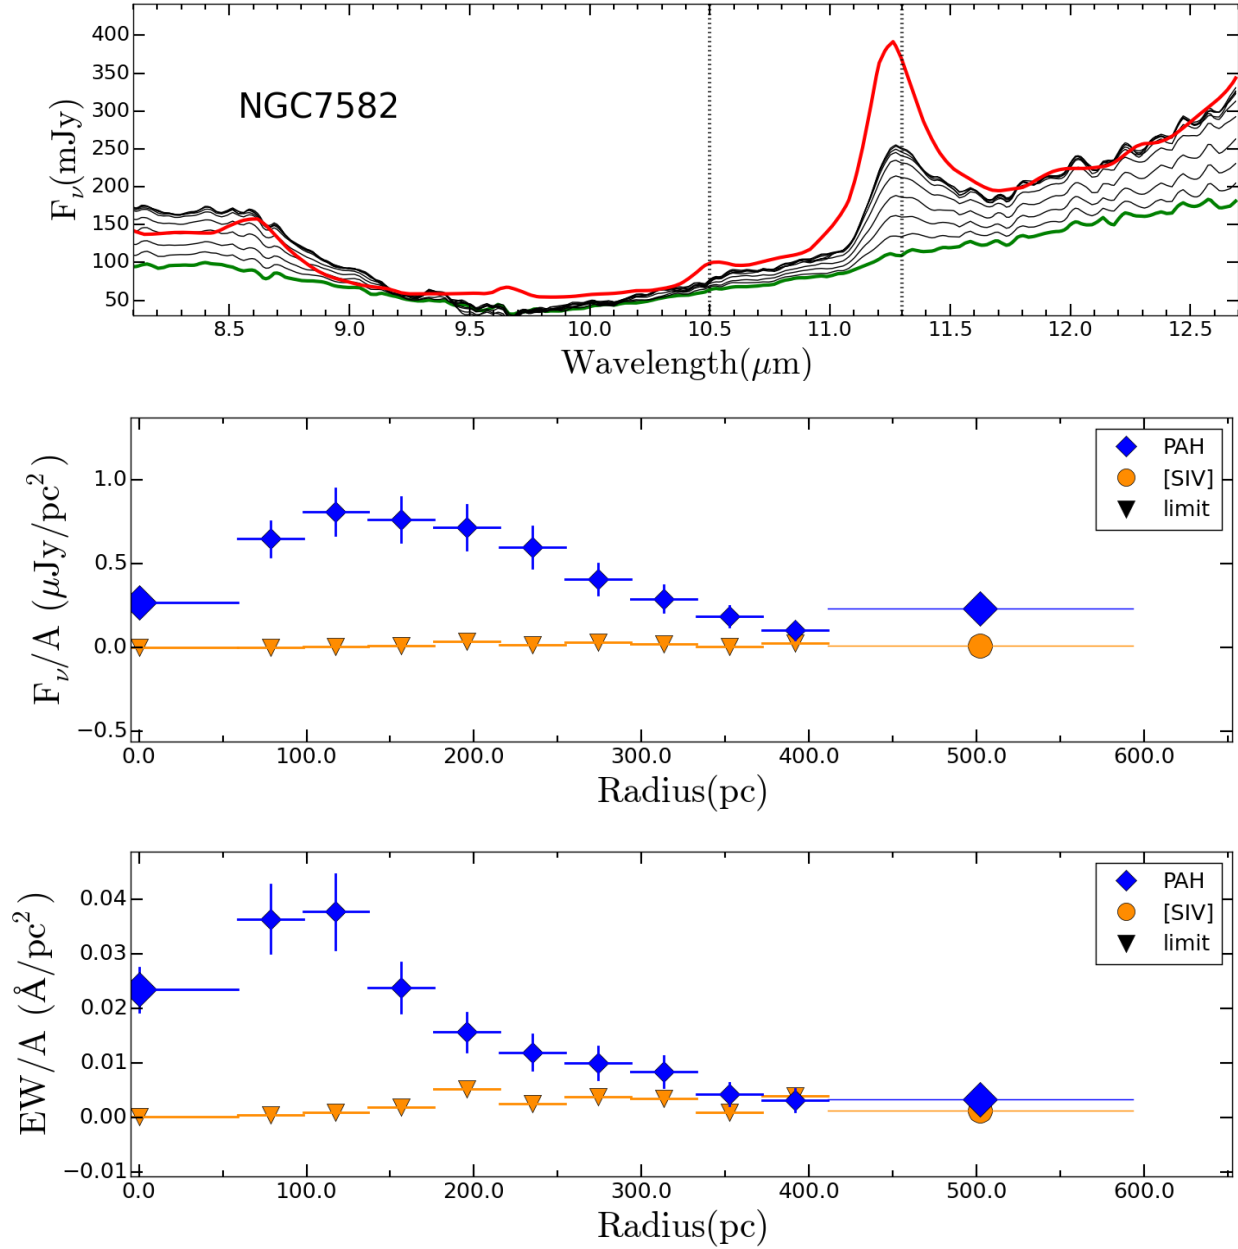 400
350
300
250
200
150
100
50
F_ν(mJy)
NGC7582
8.5 9.0 9.5 10.0 10.5 11.0 11.5 12.0 12.5
Wavelength(μm)
1.0
0.5
0.0
−0.5
F_ν/A (μJy/pc²)
PAH
[SIV]
limit
0.0 100.0 200.0 300.0 400.0 500.0 600.0
Radius(pc)
0.04
0.03
0.02
0.01
0.00
−0.01
EW/A (Å/pc²)
PAH
[SIV]
limit
0.0 100.0 200.0 300.0 400.0 500.0 600.0
Radius(pc)